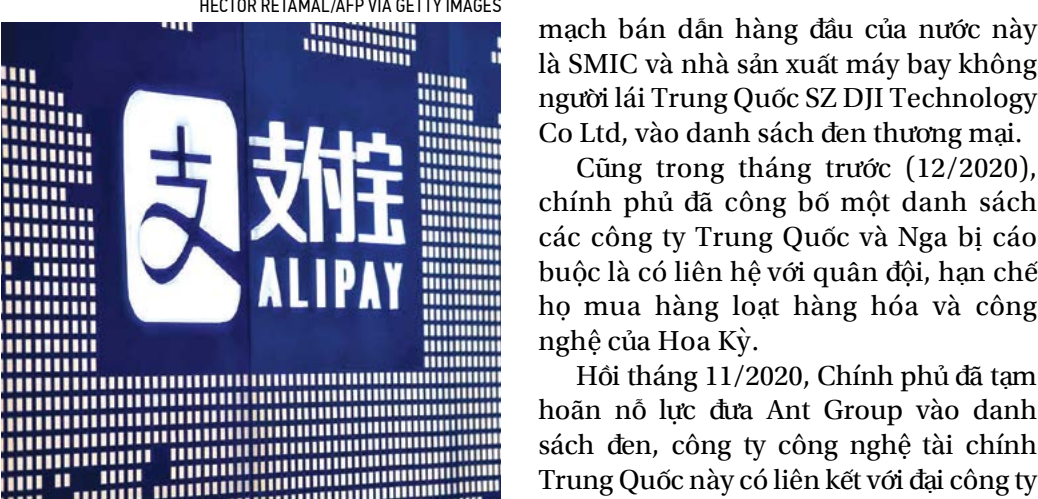 HECTOR RETAMAL/AFP VIA GETTY IMAGES
支
支付宝
ALIPAY
mạch bán dẫn hàng đầu của nước này
là SMIC và nhà sản xuất máy bay không
người lái Trung Quốc SZ DJI Technology
Co Ltd, vào danh sách đen thương mại.
Cũng trong tháng trước (12/2020),
chính phủ đã công bố một danh sách
các công ty Trung Quốc và Nga bị cáo
buộc là có liên hệ với quân đội, hạn chế
họ mua hàng loạt hàng hóa và công
nghệ của Hoa Kỳ.
Hồi tháng 11/2020, Chính phủ đã tạm
hoãn nỗ lực đưa Ant Group vào danh
sách đen, công ty công nghệ tài chính
Trung Quốc này có liên kết với đại công ty